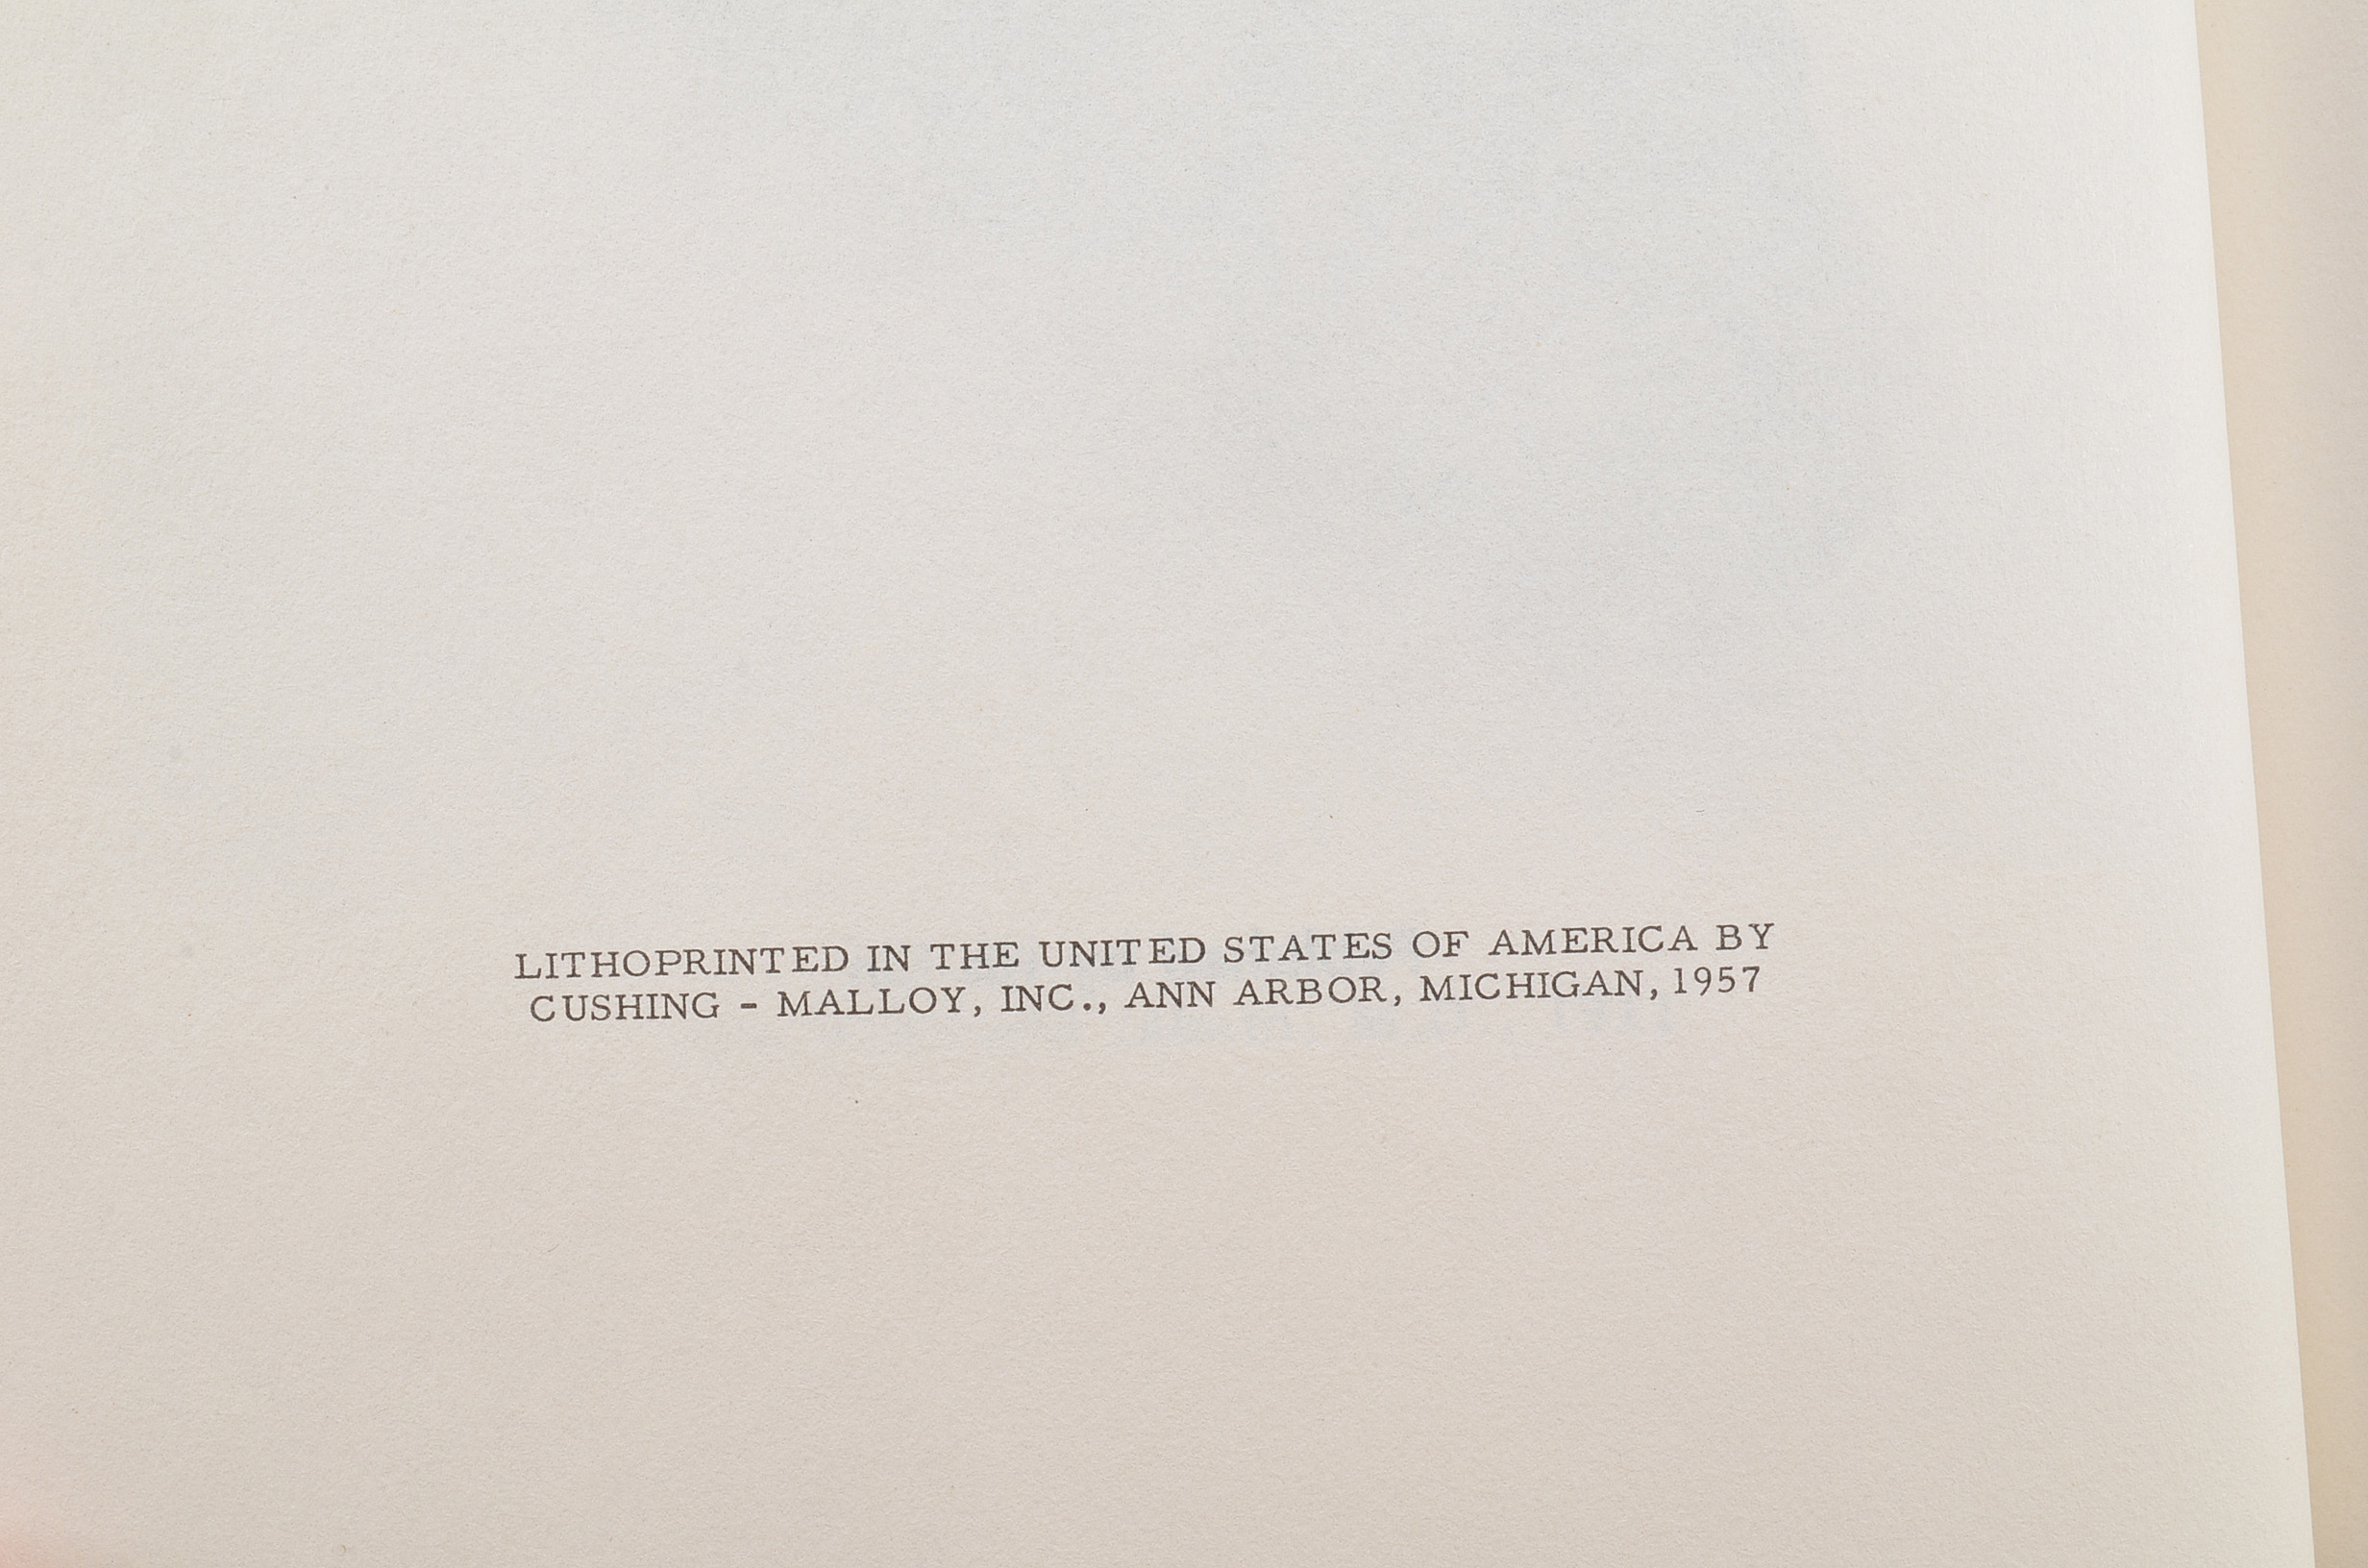 LITHOPRINTED IN THE UNITED STATES OF AMERICA BY
CUSHING - MALLOY, INC., ANN ARBOR, MICHIGAN, 1957